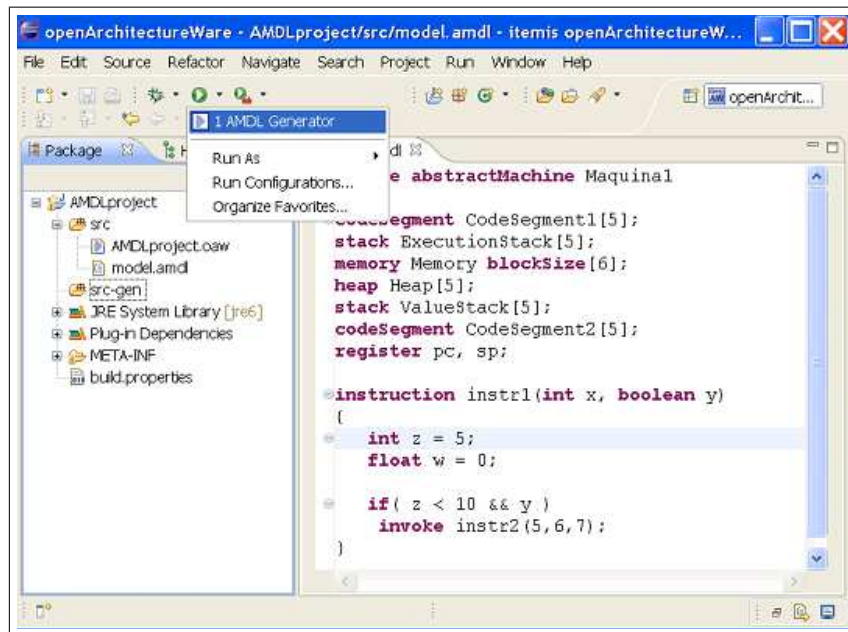 openArchitectureWare - AMDLproject/src/model.amdl - itemis openArchitectureW...
File Edit Source Refactor Navigate Search Project Run Window Help
openArchit...
1 AMDL Generator
Run As
Run Configurations...
Organize Favorites...
Package
AMDLproject
src
AMDLproject.oaw
model.amdl
src-gen
JRE System Library [jre6]
Plug-in Dependencies
META-INF
build.properties
abstractMachine Maquina1
codeSegment CodeSegment1[5];
stack ExecutionStack[5];
memory Memory blockSize[6];
heap Heap[5];
stack ValueStack[5];
codeSegment CodeSegment2[5];
register pc, sp;
instruction instr1(int x, boolean y)
{
int z = 5;
float w = 0;
if( z < 10 && y )
invoke instr2(5,6,7);
}